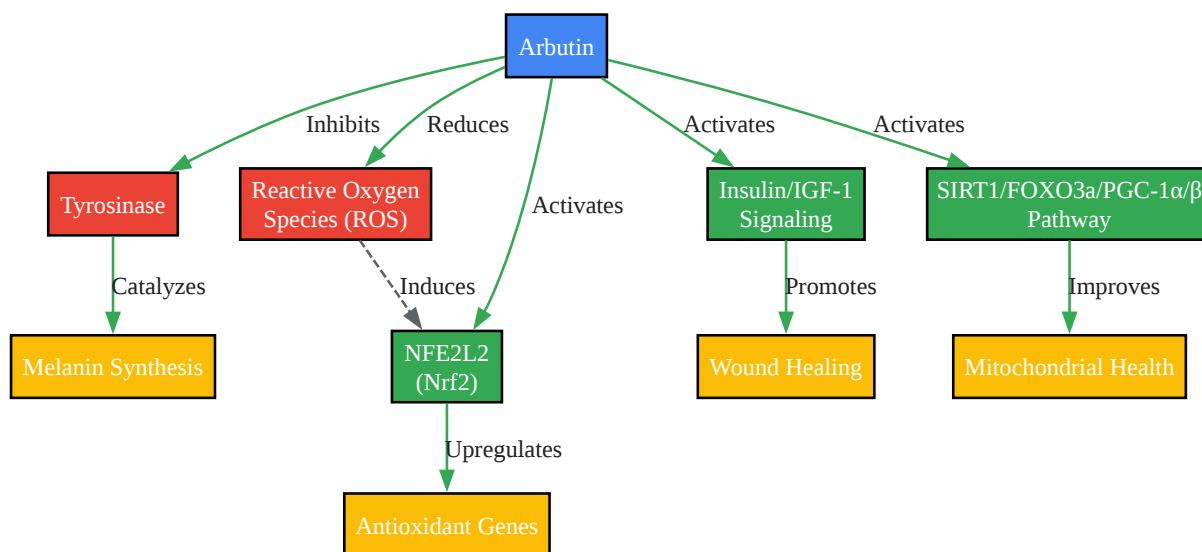 Arbutin
Inhibits
Reduces
Activates
Activates
Tyrosinase
Reactive Oxygen
Species (ROS)
Activates
Insulin/IGF-1
Signaling
SIRT1/FOXO3a/PGC-1α/β
Pathway
Catalyzes
Induces
Promotes
Improves
Melanin Synthesis
NFE2L2
(Nrf2)
Wound Healing
Mitochondrial Health
Upregulates
Antioxidant Genes